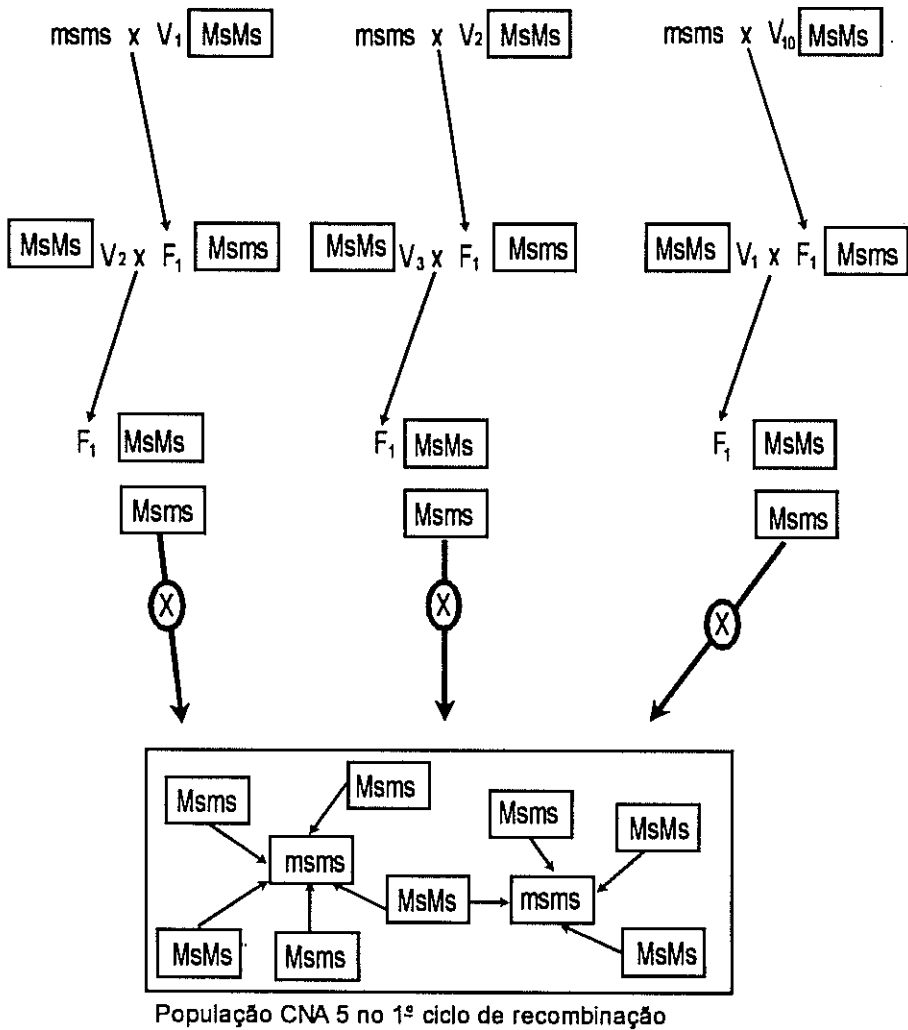 msms x V1 MsMs
msms x V2 MsMs
msms x V10 MsMs
MsMs V2 x F1 Msms
MsMs V3 x F1 Msms
MsMs V1 x F1 Msms
F1 MsMs
F1 MsMs
F1 MsMs
Msms
Msms
Msms
X
X
X
Msms
Msms
Msms
MsMs
msms
MsMs
msms
MsMs
Msms
MsMs
População CNA 5 no 1º ciclo de recombinação